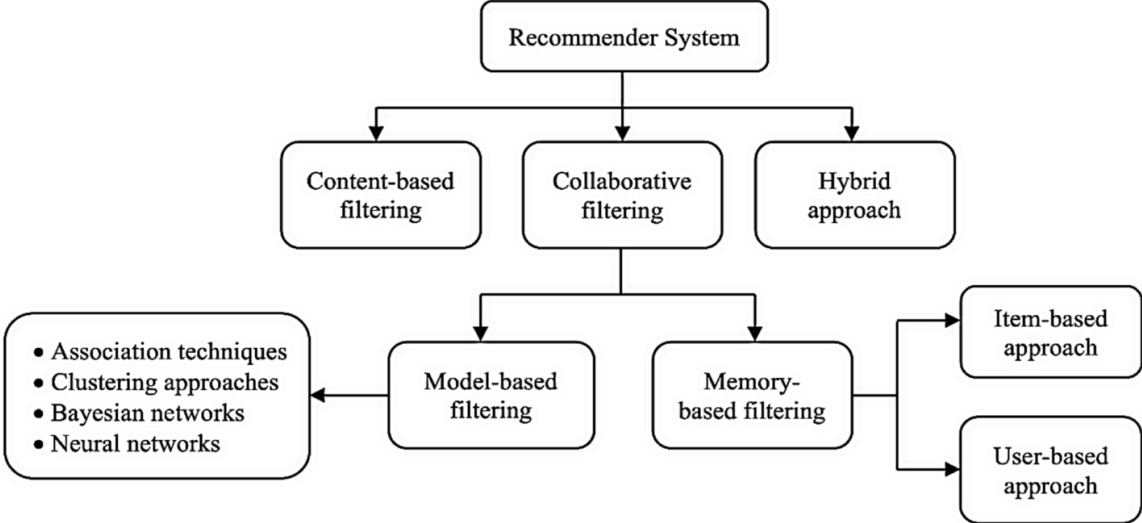 Recommender System
Content-based
filtering
Collaborative
filtering
Hybrid
approach
• Association techniques
• Clustering approaches
• Bayesian networks
• Neural networks
Model-based
filtering
Memory-
based filtering
Item-based
approach
User-based
approach